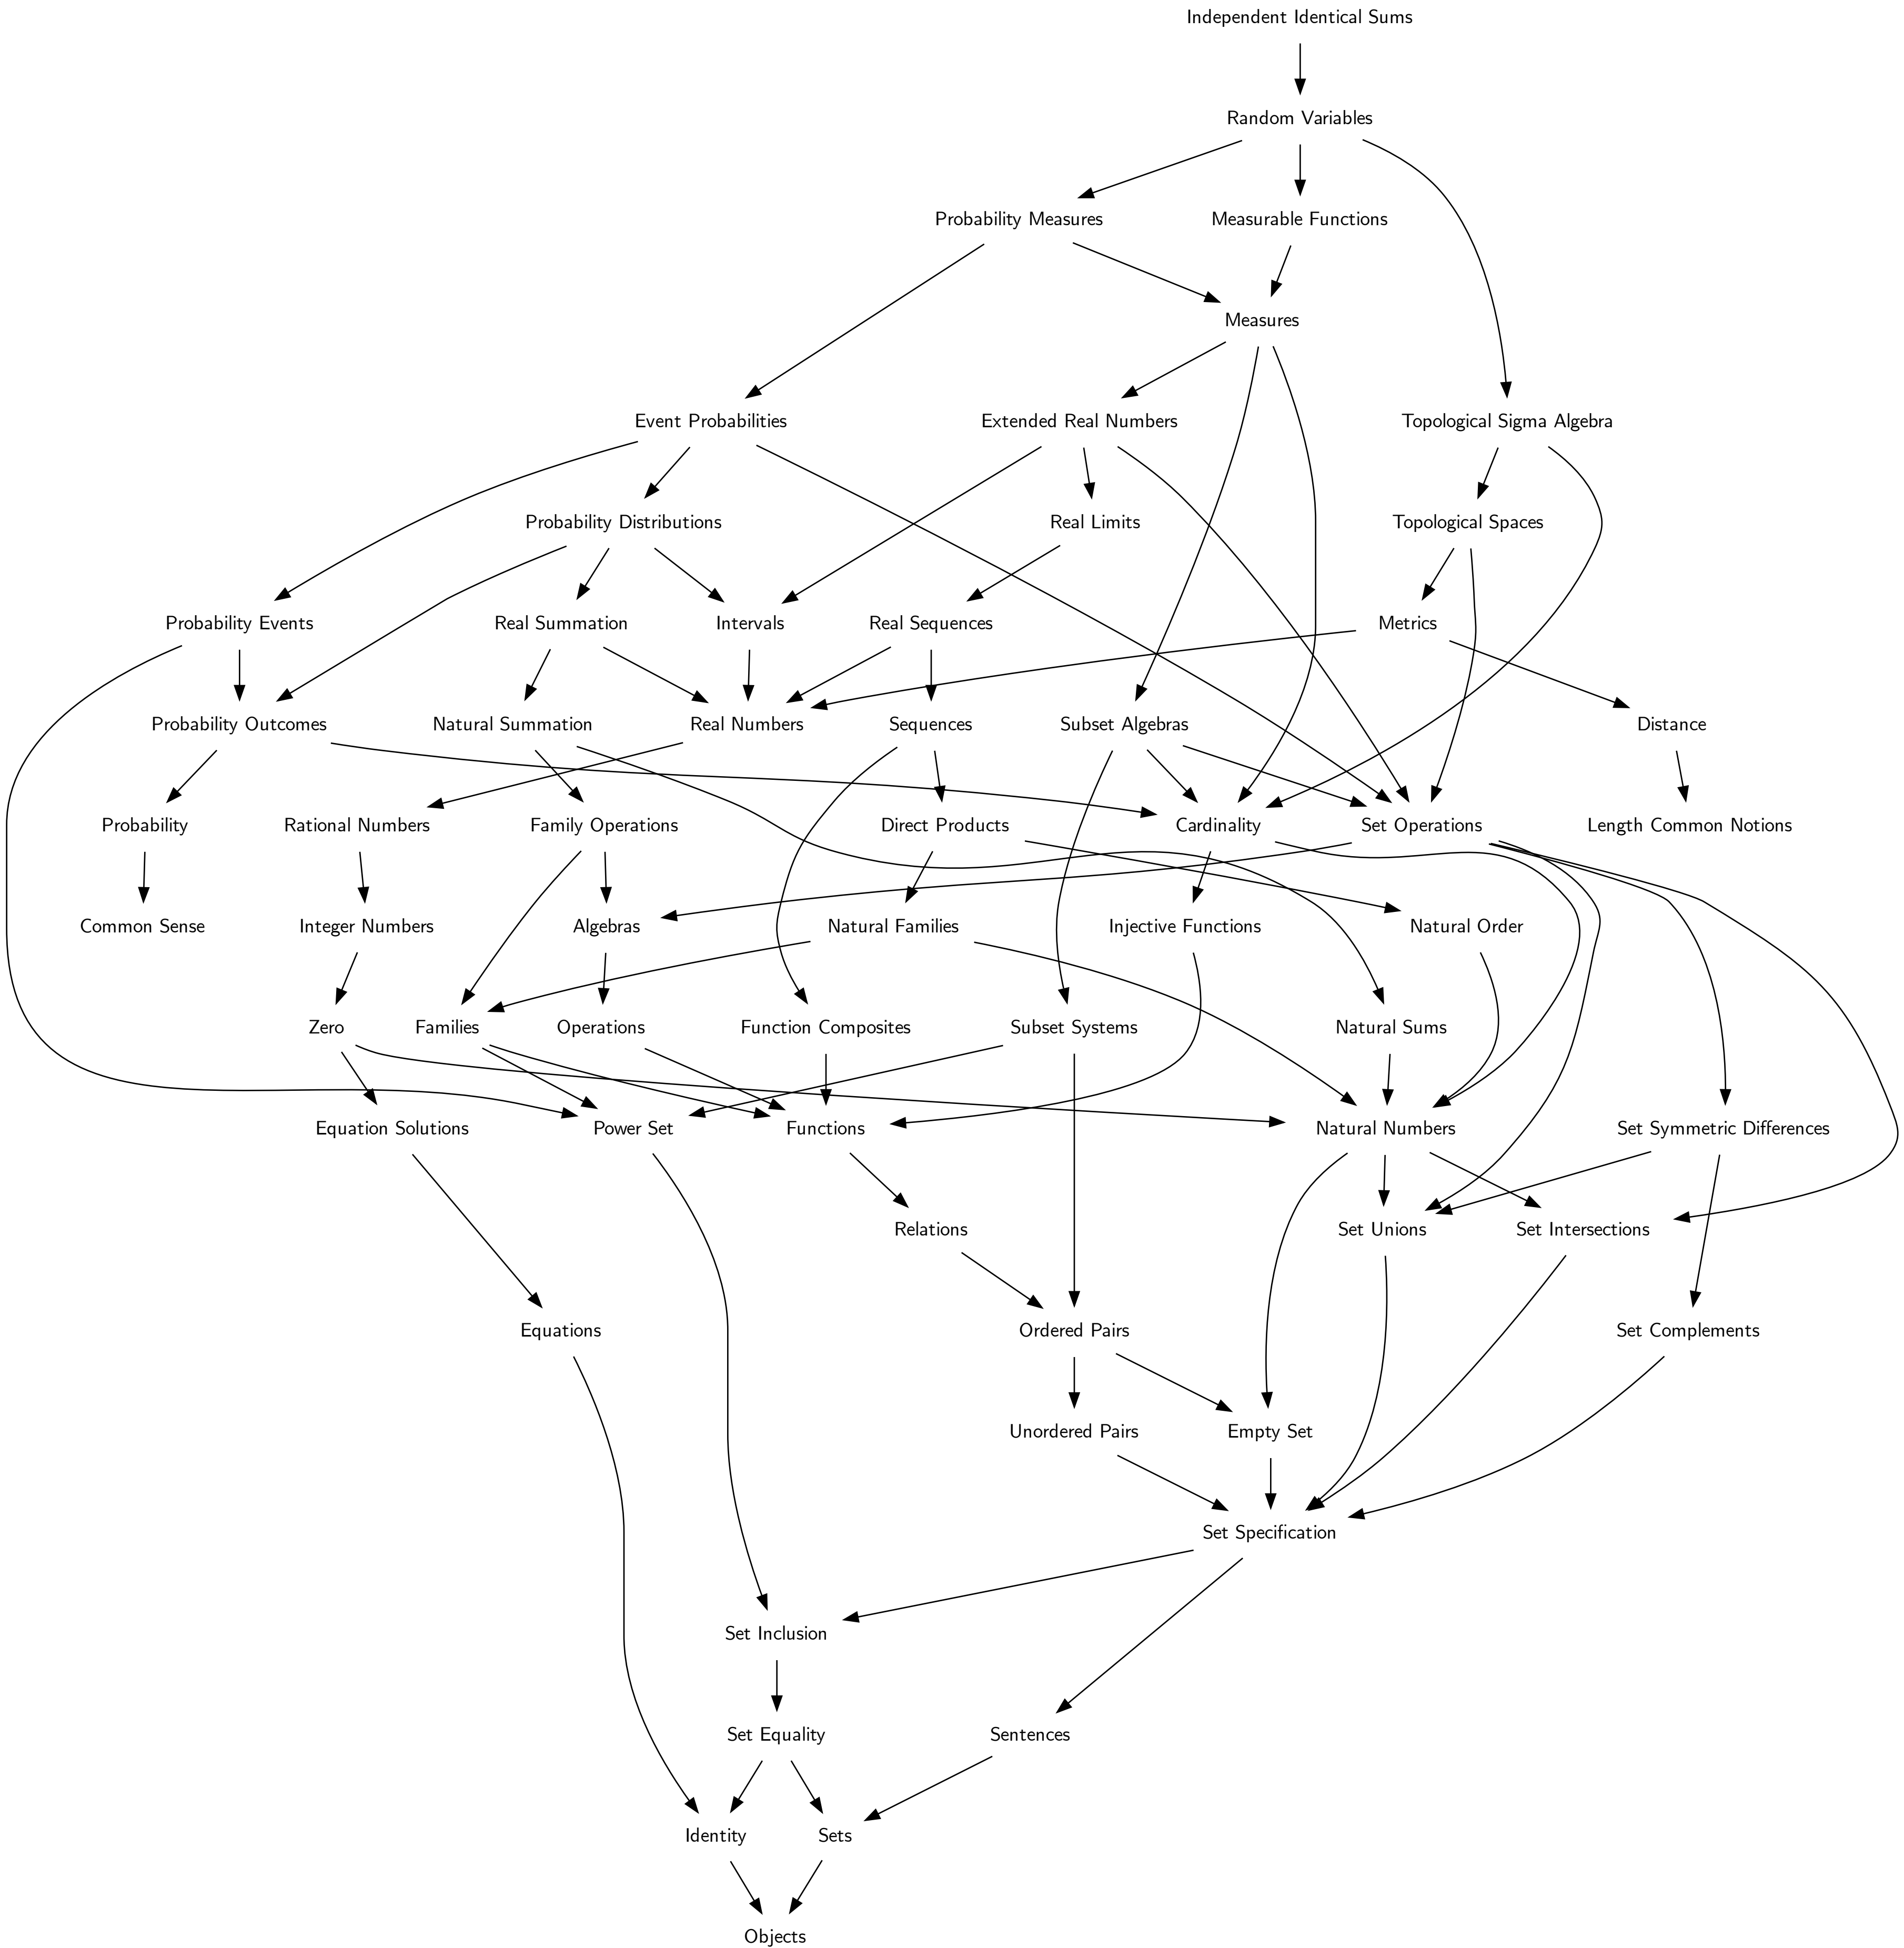 Independent Identical Sums
Random Variables
Probability Measures
Measurable Functions
Measures
Event Probabilities
Extended Real Numbers
Topological Sigma Algebra
Probability Distributions
Real Limits
Topological Spaces
Probability Events
Real Summation
Intervals
Real Sequences
Metrics
Probability Outcomes
Natural Summation
Real Numbers
Sequences
Subset Algebras
Distance
Probability
Rational Numbers
Family Operations
Direct Products
Cardinality
Set Operations
Length Common Notions
Common Sense
Integer Numbers
Algebras
Natural Families
Injective Functions
Natural Order
Zero
Families
Operations
Function Composites
Subset Systems
Natural Sums
Equation Solutions
Power Set
Functions
Natural Numbers
Set Symmetric Differences
Relations
Set Unions
Set Intersections
Equations
Ordered Pairs
Set Complements
Unordered Pairs
Empty Set
Set Specification
Set Inclusion
Set Equality
Sentences
Identity
Sets
Objects